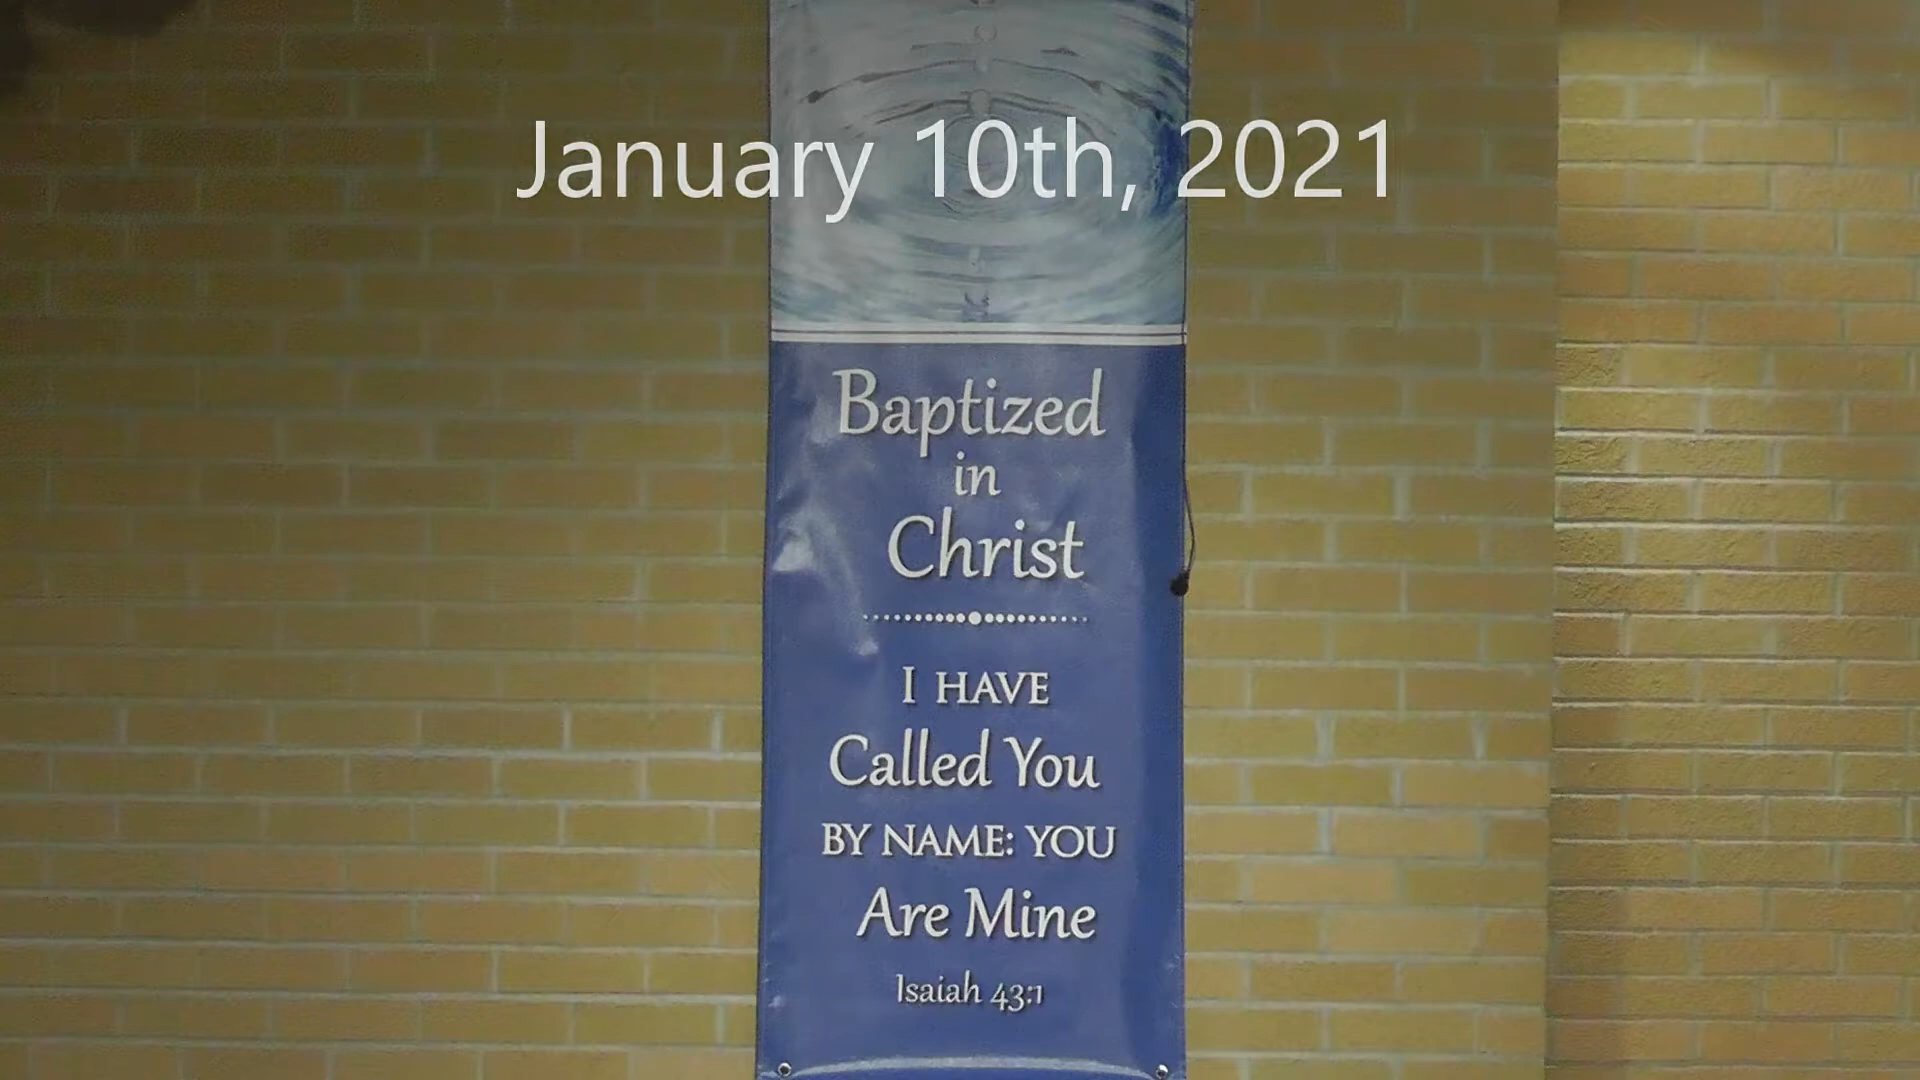 January 10th, 2021
Baptized
in
Christ
I HAVE
Called You
BY NAME: YOU
Are Mine
Isaiah 43:1